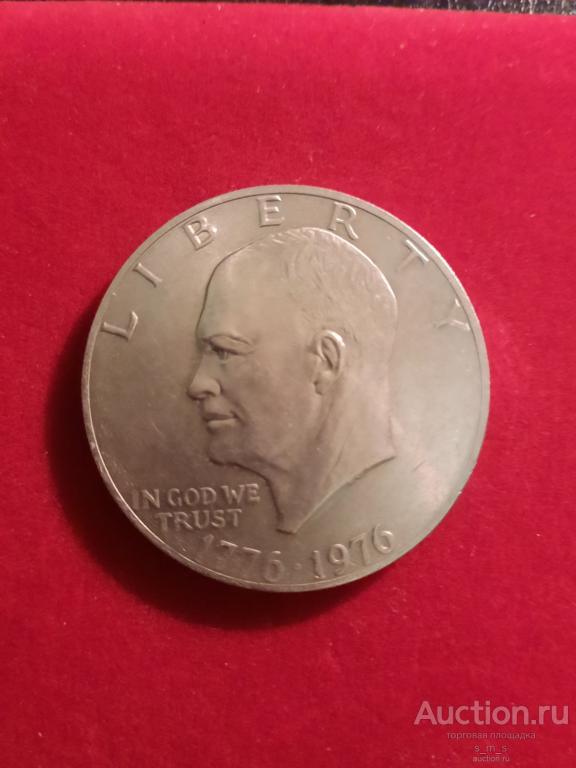 LIBERTY
IN GOD WE
TRUST
1776 · 1976
Auction.ru
торговая площадка
s_m_s
auction.ru